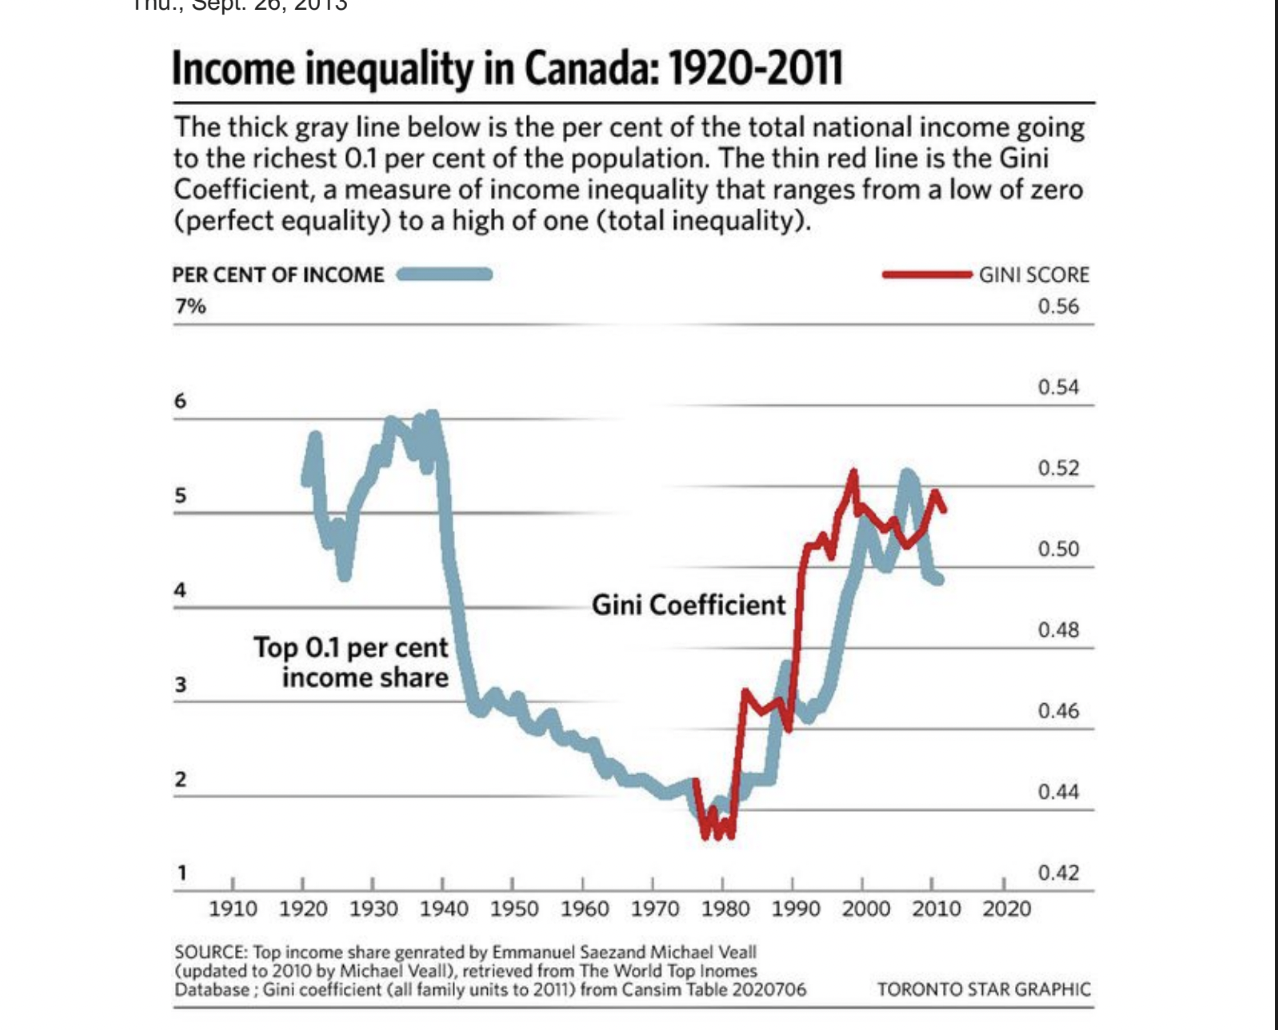 Thu., Sept. 26, 2013
Income inequality in Canada: 1920-2011
The thick gray line below is the per cent of the total national income going
to the richest 0.1 per cent of the population. The thin red line is the Gini
Coefficient, a measure of income inequality that ranges from a low of zero
(perfect equality) to a high of one (total inequality).
PER CENT OF INCOME GINI SCORE
7% 0.56
6 0.54
5 0.52
0.50
4 Gini Coefficient
Top 0.1 per cent 0.48
income share
3 0.46
2 0.44
1 0.42
1910 1920 1930 1940 1950 1960 1970 1980 1990 2000 2010 2020
SOURCE: Top income share genrated by Emmanuel Saezand Michael Veall
(updated to 2010 by Michael Veall), retrieved from The World Top Inomes
Database ; Gini coefficient (all family units to 2011) from Cansim Table 2020706 TORONTO STAR GRAPHIC